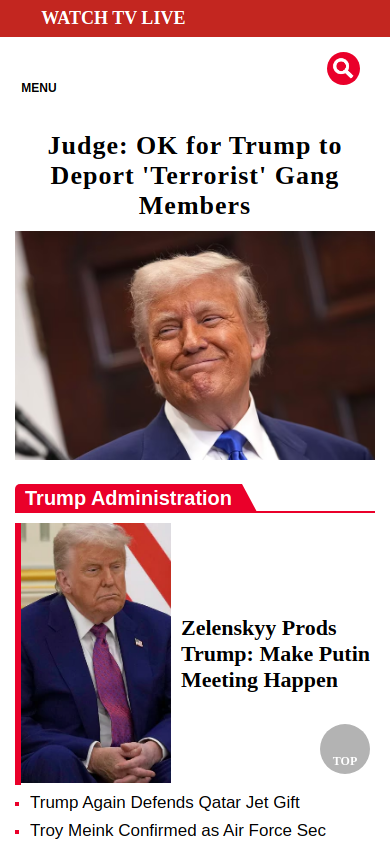 WATCH TV LIVE
MENU
Judge: OK for Trump to
Deport 'Terrorist' Gang
Members
Trump Administration
Zelenskyy Prods
Trump: Make Putin
Meeting Happen
TOP
Trump Again Defends Qatar Jet Gift
Troy Meink Confirmed as Air Force Sec